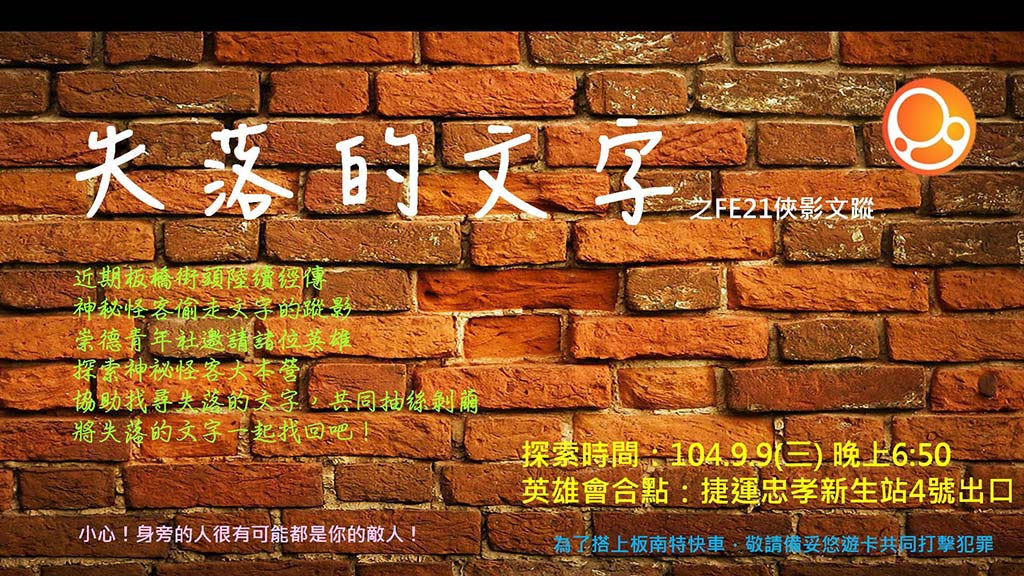 失落的文字
之FE21俠影文蹤
近期板橋街頭陸續經傳
神秘怪客偷走文字的蹤影
崇德青年社邀請諸位英雄
探索神祕怪客大本營
協助找尋失落的文字，共同抽絲剝繭
將失落的文字一起找回吧！
探索時間：104.9.9(三) 晚上6:50
英雄會合點：捷運忠孝新生站4號出口
小心！身旁的人很有可能都是你的敵人！
為了搭上板南特快車，敬請備妥悠遊卡共同打擊犯罪